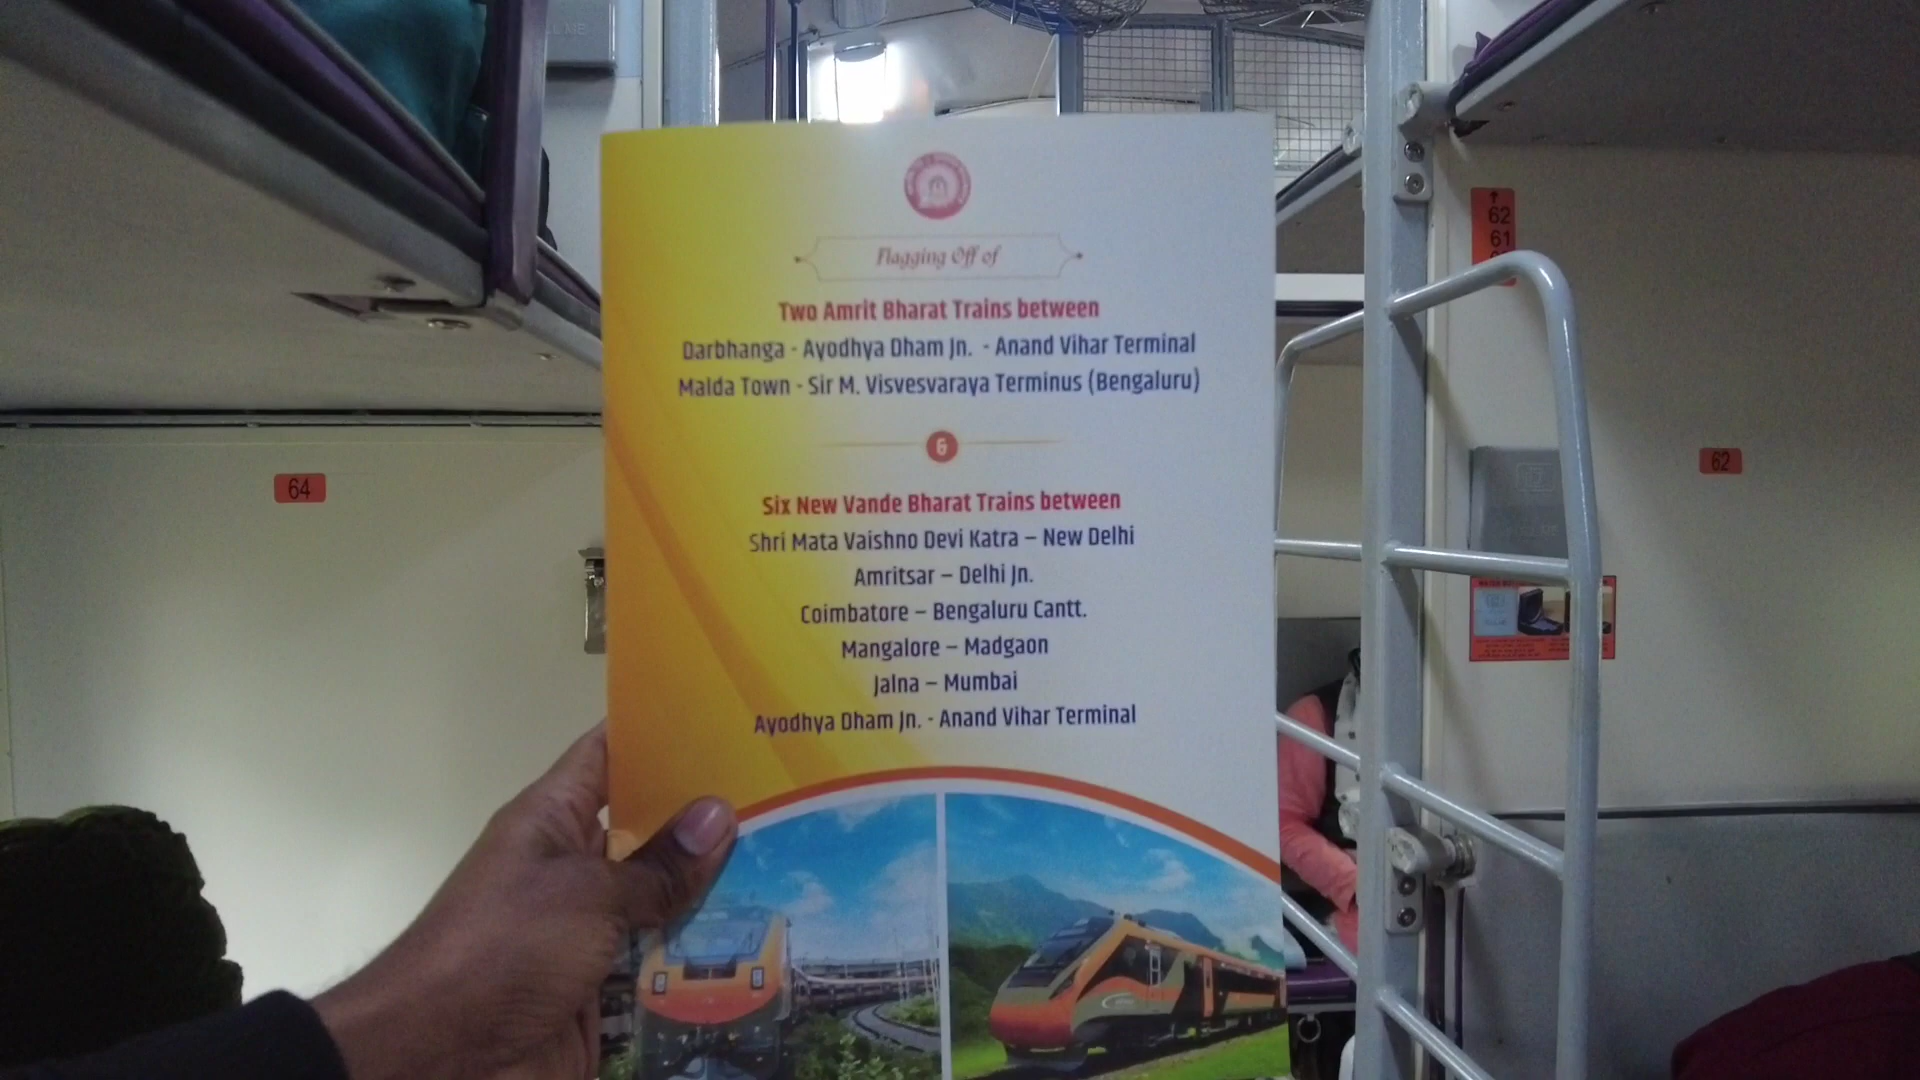 Flagging Off of
Two Amrit Bharat Trains between
Darbhanga - Ayodhya Dham Jn. - Anand Vihar Terminal
Malda Town - Sir M. Visvesvaraya Terminus (Bengaluru)
&
Six New Vande Bharat Trains between
Shri Mata Vaishno Devi Katra – New Delhi
Amritsar – Delhi Jn.
Coimbatore – Bengaluru Cantt.
Mangalore – Madgaon
Jalna – Mumbai
Ayodhya Dham Jn. - Anand Vihar Terminal
64
62
61
62